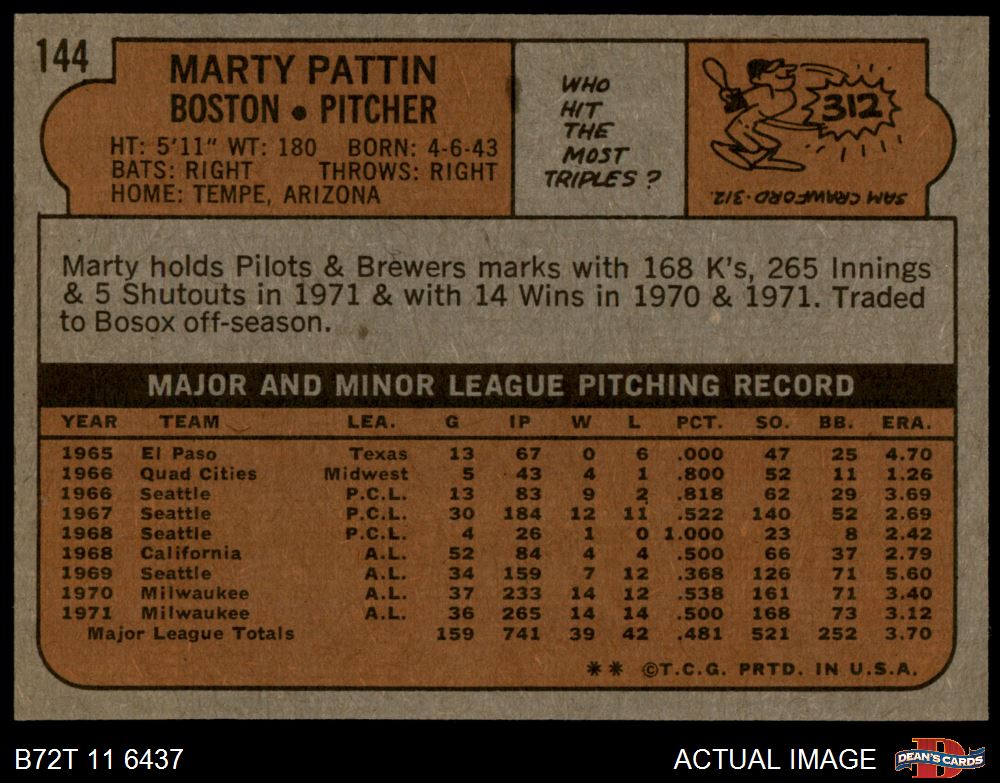 144
MARTY PATTIN
BOSTON • PITCHER
HT: 5'11" WT: 180 BORN: 4-6-43
BATS: RIGHT THROWS: RIGHT
HOME: TEMPE, ARIZONA
WHO
HIT
THE
MOST
TRIPLES?
312
SAM CRAWFORD-312.
Marty holds Pilots & Brewers marks with 168 K's, 265 Innings
& 5 Shutouts in 1971 & with 14 Wins in 1970 & 1971. Traded
to Bosox off-season.
MAJOR AND MINOR LEAGUE PITCHING RECORD
YEAR TEAM LEA. G IP W L PCT. SO. BB. ERA.
1965 El Paso Texas 13 67 0 6 .000 47 25 4.70
1966 Quad Cities Midwest 5 43 4 1 .800 52 11 1.26
1966 Seattle P.C.L. 13 83 9 2 .818 62 29 3.69
1967 Seattle P.C.L. 30 184 12 11 .522 140 52 2.69
1968 Seattle P.C.L. 4 26 1 0 1.000 23 8 2.42
1968 California A.L. 52 84 4 4 .500 66 37 2.79
1969 Seattle A.L. 34 159 7 12 .368 126 71 5.60
1970 Milwaukee A.L. 37 233 14 12 .538 161 71 3.40
1971 Milwaukee A.L. 36 265 14 14 .500 168 73 3.12
Major League Totals 159 741 39 42 .481 521 252 3.70
** ©T.C.G. PRTD. IN U.S.A.
B72T 11 6437
ACTUAL IMAGE
D
DEAN'S CARDS